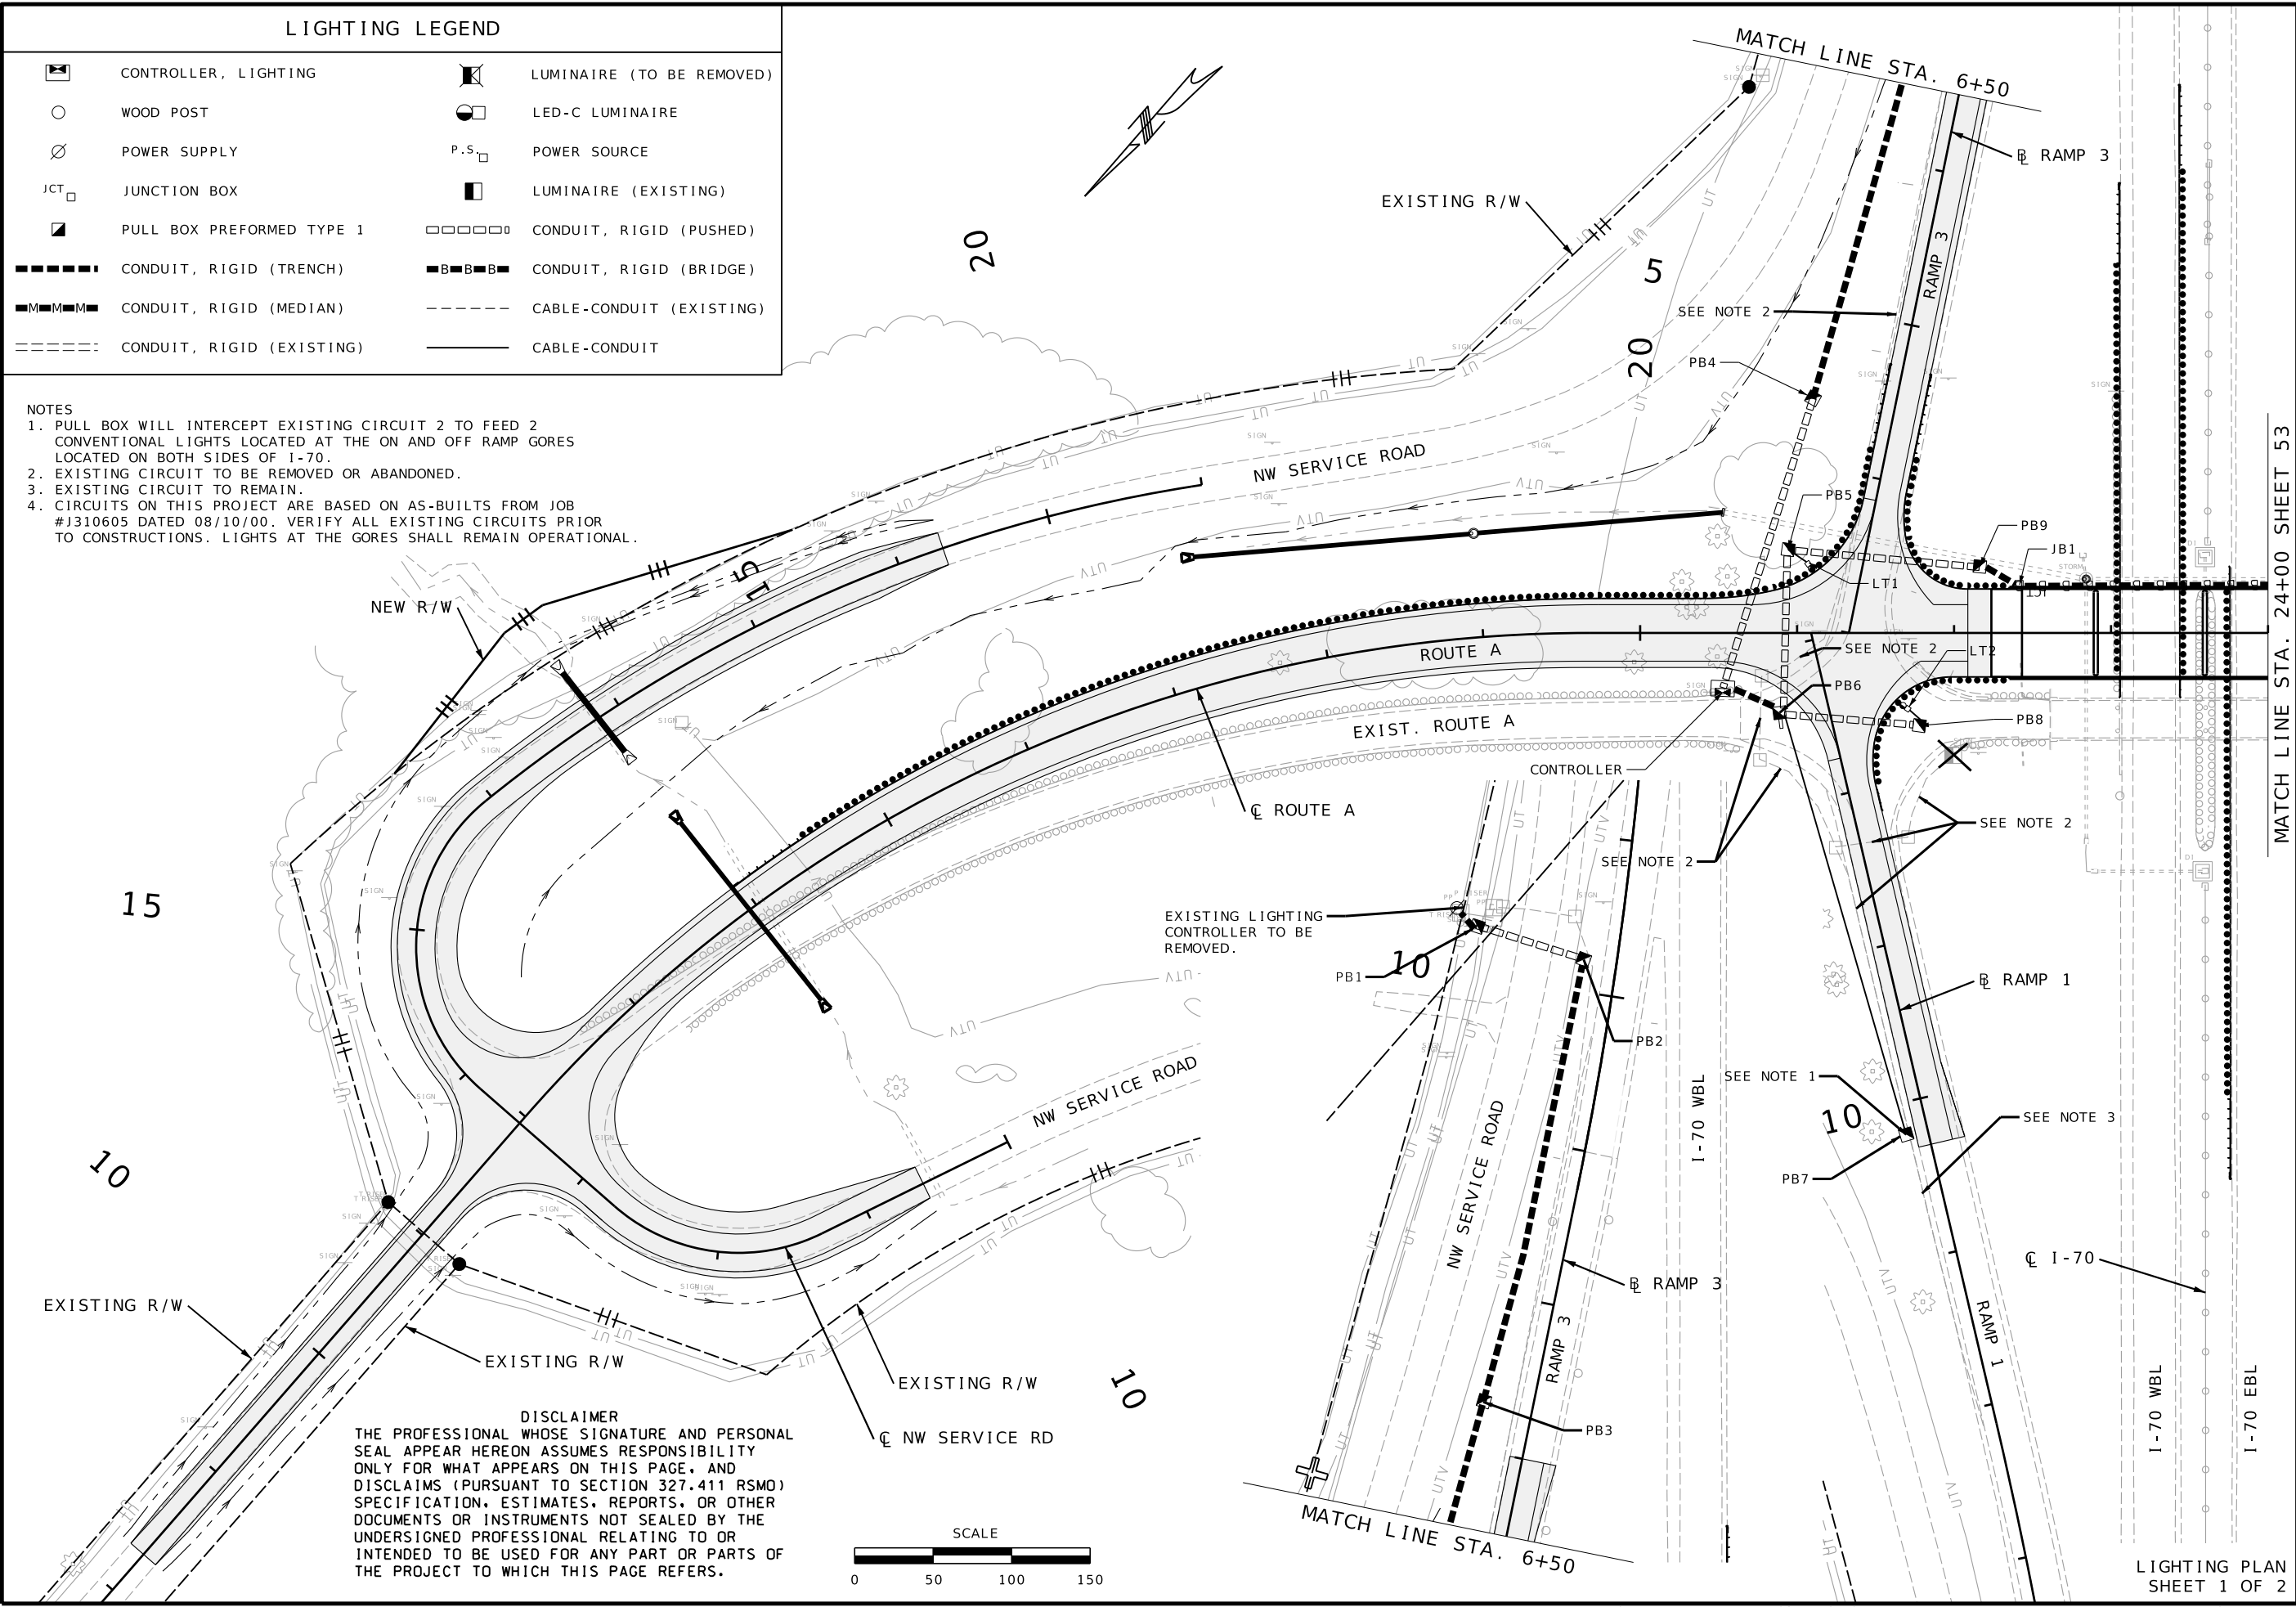 LIGHTING LEGEND
CONTROLLER, LIGHTING
WOOD POST
POWER SUPPLY
JCT
JUNCTION BOX
PULL BOX PREFORMED TYPE 1
CONDUIT, RIGID (TRENCH)
M M M
CONDUIT, RIGID (MEDIAN)
CONDUIT, RIGID (EXISTING)
LUMINAIRE (TO BE REMOVED)
LED-C LUMINAIRE
P.S.
POWER SOURCE
LUMINAIRE (EXISTING)
CONDUIT, RIGID (PUSHED)
B B B
CONDUIT, RIGID (BRIDGE)
CABLE-CONDUIT (EXISTING)
CABLE-CONDUIT
NOTES
1. PULL BOX WILL INTERCEPT EXISTING CIRCUIT 2 TO FEED 2
CONVENTIONAL LIGHTS LOCATED AT THE ON AND OFF RAMP GORES
LOCATED ON BOTH SIDES OF I-70.
2. EXISTING CIRCUIT TO BE REMOVED OR ABANDONED.
3. EXISTING CIRCUIT TO REMAIN.
4. CIRCUITS ON THIS PROJECT ARE BASED ON AS-BUILTS FROM JOB
#J310605 DATED 08/10/00. VERIFY ALL EXISTING CIRCUITS PRIOR
TO CONSTRUCTIONS. LIGHTS AT THE GORES SHALL REMAIN OPERATIONAL.
MATCH LINE STA. 6+50
℄ RAMP 3
EXISTING R/W
20
5
RAMP 3
SEE NOTE 2
20
PB4
NW SERVICE ROAD
PB5
PB9
JB1
LT1
NEW R/W
15
SEE NOTE 2
LT2
ROUTE A
PB6
PB8
EXIST. ROUTE A
CONTROLLER
℄ ROUTE A
SEE NOTE 2
SEE NOTE 2
MATCH LINE STA. 24+00 SHEET 53
15
EXISTING LIGHTING
CONTROLLER TO BE
REMOVED.
PB1
10
PB2
℄ RAMP 1
SEE NOTE 1
10
SEE NOTE 3
PB7
I-70 WBL
NW SERVICE ROAD
NW SERVICE ROAD
10
℄ I-70
℄ RAMP 3
RAMP 3
RAMP 1
PB3
I-70 WBL
I-70 EBL
EXISTING R/W
EXISTING R/W
EXISTING R/W
10
℄ NW SERVICE RD
MATCH LINE STA. 6+50
DISCLAIMER
THE PROFESSIONAL WHOSE SIGNATURE AND PERSONAL
SEAL APPEAR HEREON ASSUMES RESPONSIBILITY
ONLY FOR WHAT APPEARS ON THIS PAGE, AND
DISCLAIMS (PURSUANT TO SECTION 327.411 RSMO)
SPECIFICATION, ESTIMATES, REPORTS, OR OTHER
DOCUMENTS OR INSTRUMENTS NOT SEALED BY THE
UNDERSIGNED PROFESSIONAL RELATING TO OR
INTENDED TO BE USED FOR ANY PART OR PARTS OF
THE PROJECT TO WHICH THIS PAGE REFERS.
SCALE
0 50 100 150
LIGHTING PLAN
SHEET 1 OF 2